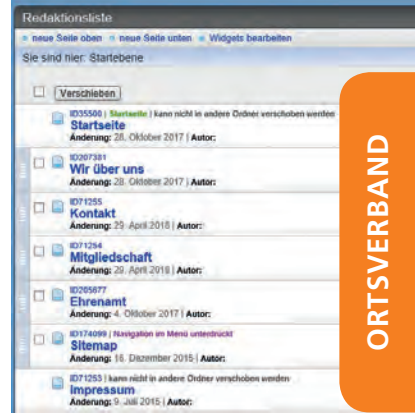 Redaktionsliste
neue Seite oben neue Seite unten Widgets bearbeiten
Sie sind hier: Startebene
Verschieben
ID35500 | Startseite | kann nicht in andere Ordner verschoben werden
Startseite
Änderung: 28. Oktober 2017 | Autor:
ID207381
Wir über uns
Änderung: 28. Oktober 2017 | Autor:
ID71255
Kontakt
Änderung: 29. April 2018 | Autor:
ID71254
Mitgliedschaft
Änderung: 29. April 2018 | Autor:
ID205677
Ehrenamt
Änderung: 4. Oktober 2017 | Autor:
ID174099 | Navigation im Menü unterdrückt
Sitemap
Änderung: 16. Dezember 2015 | Autor:
ID71253 | kann nicht in andere Ordner verschoben werden
Impressum
Änderung: 9. Juli 2015 | Autor:
ORTSVERBAND